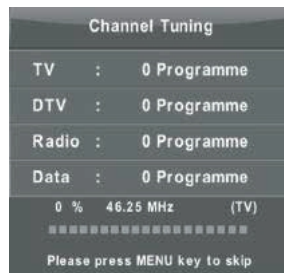 Channel Tuning
TV : 0 Programme
DTV : 0 Programme
Radio : 0 Programme
Data : 0 Programme
0 % 46.25 MHz (TV)
Please press MENU key to skip